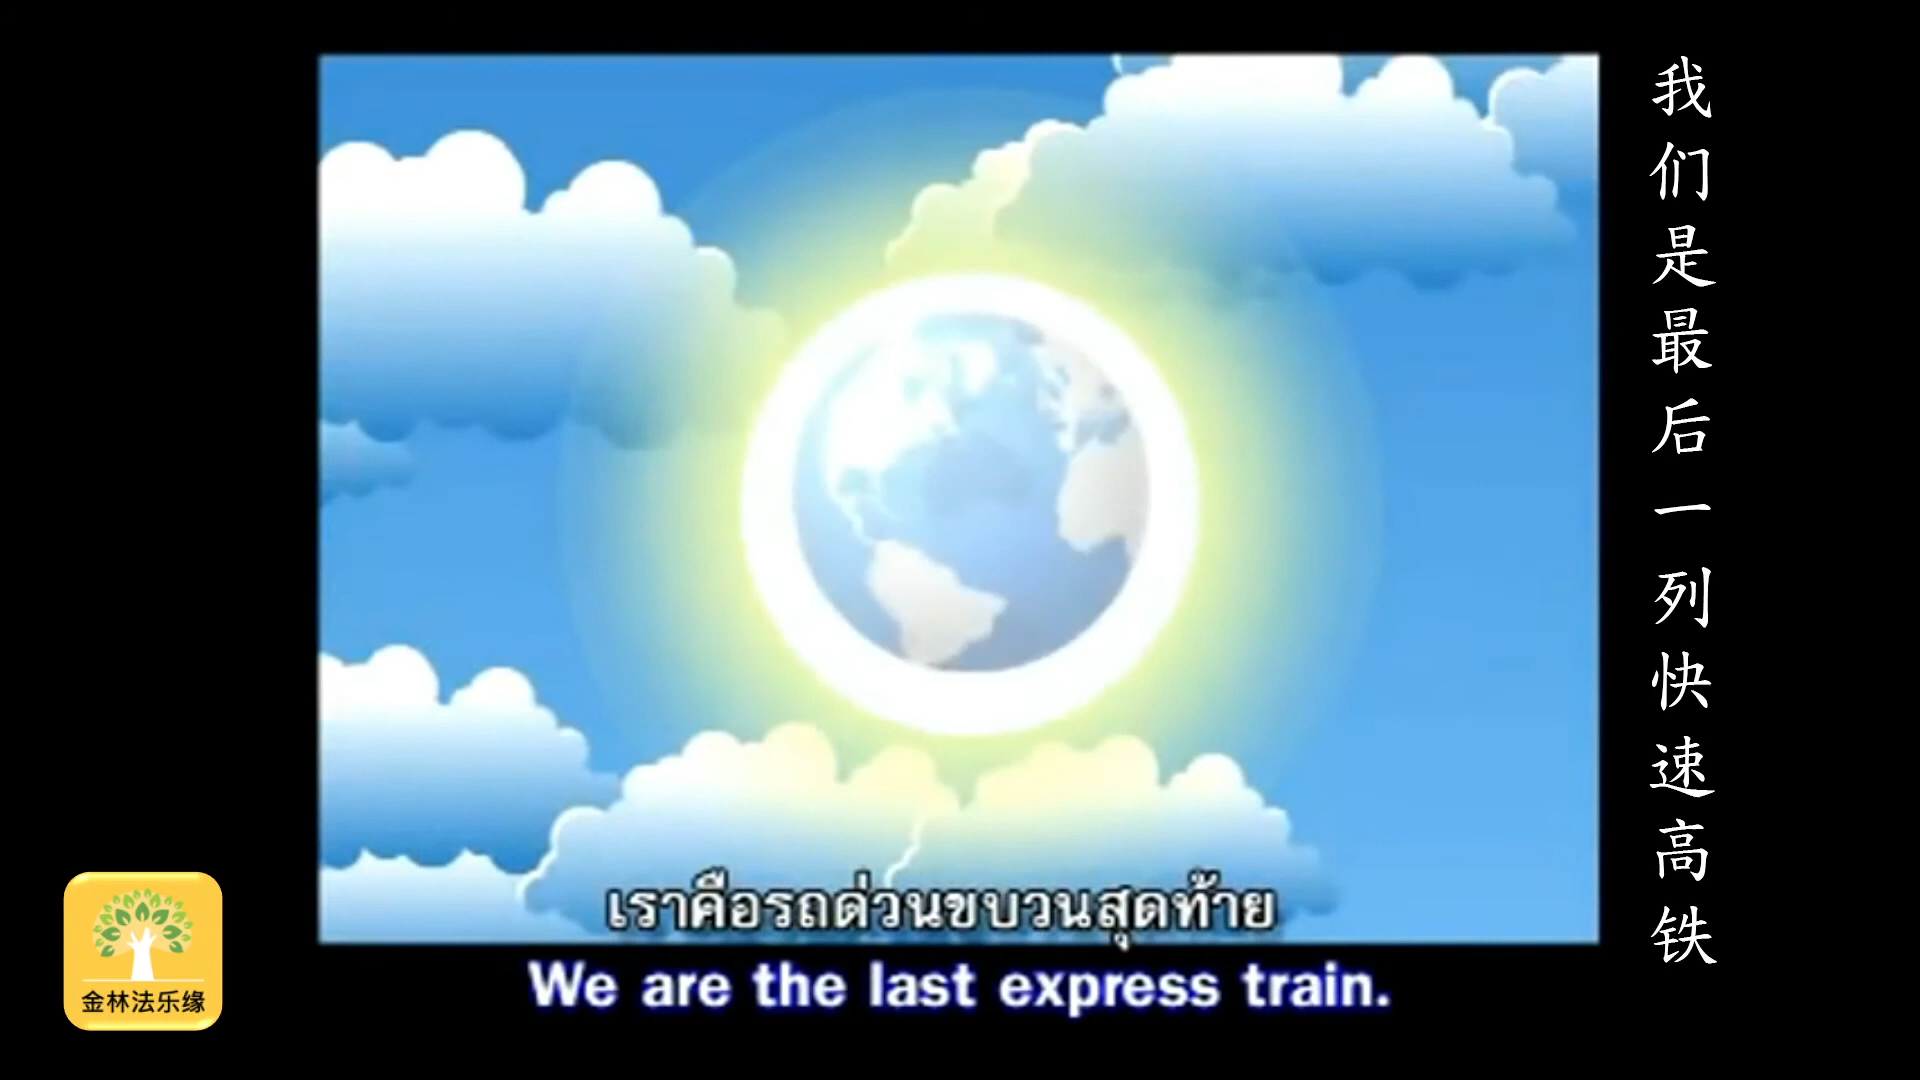 我们是最后一列快速高铁
เราคือรถด่วนขบวนสุดท้าย
We are the last express train.
金林法乐缘